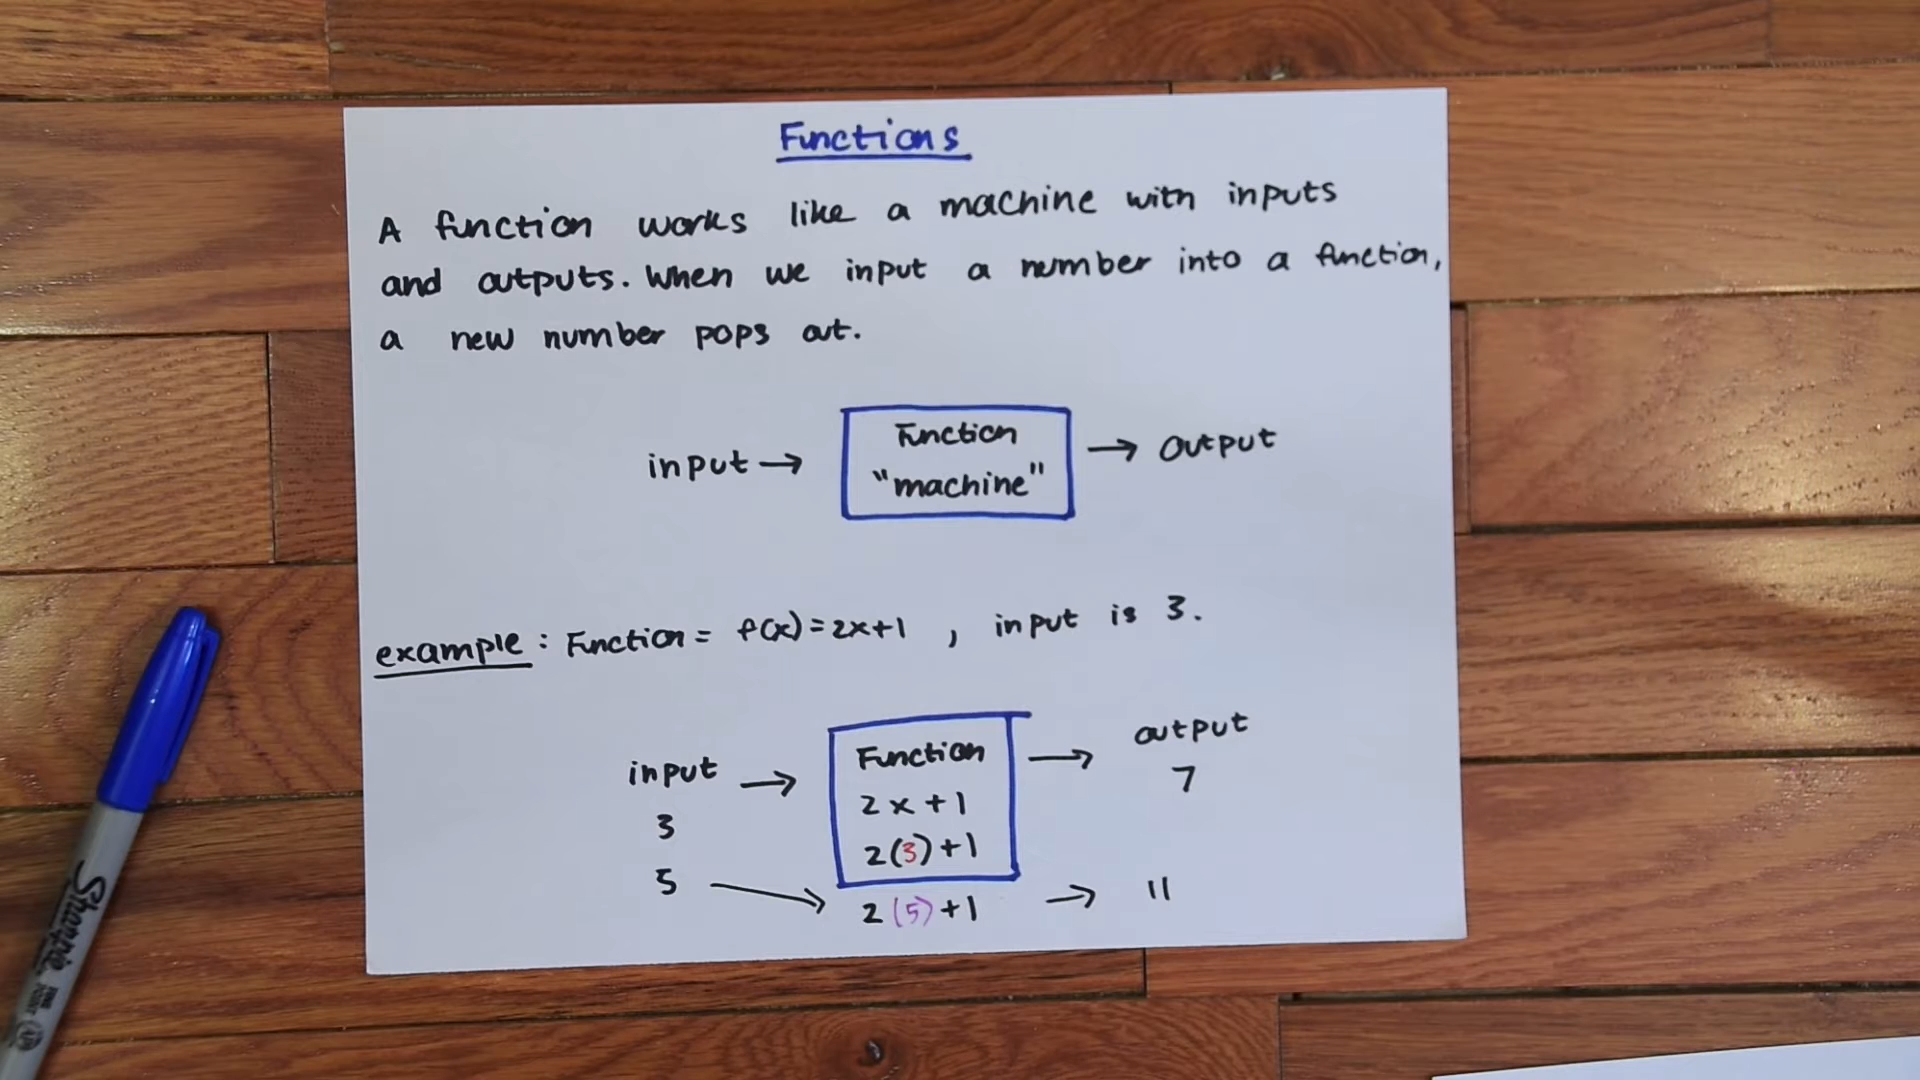 Functions
A function works like a machine with inputs
and outputs. When we input a number into a function,
a new number pops out.
input → Function → output
"machine"
example: Function = f(x)=2x+1 , input is 3.
input → Function → output
2x+1 7
3 2(3)+1
5 → 2(5)+1 → 11
Sharpie